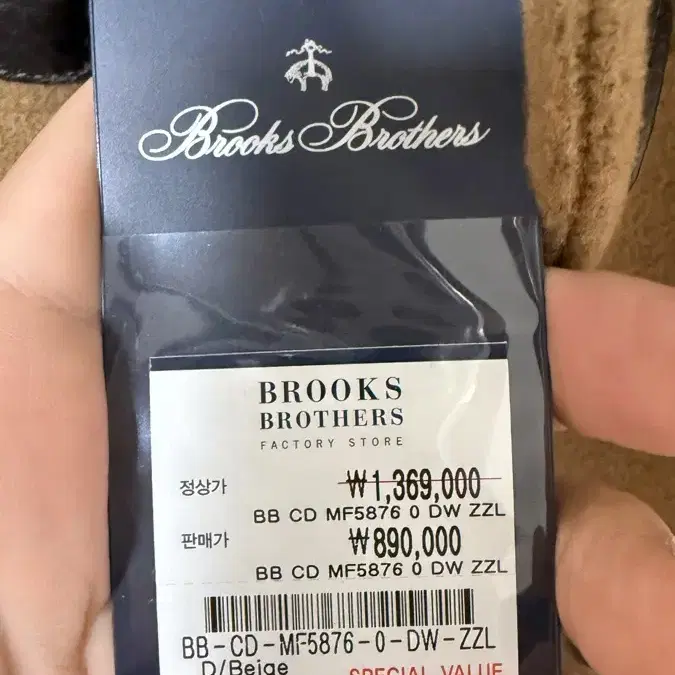 Brooks Brothers
BROOKS
BROTHERS
FACTORY STORE
정상가 ₩1,369,000
BB CD MF5876 0 DW ZZL
판매가 ₩890,000
BB CD MF5876 0 DW ZZL
BB-CD-MF5876-0-DW-ZZL
D/Beige SPECIAL VALUE